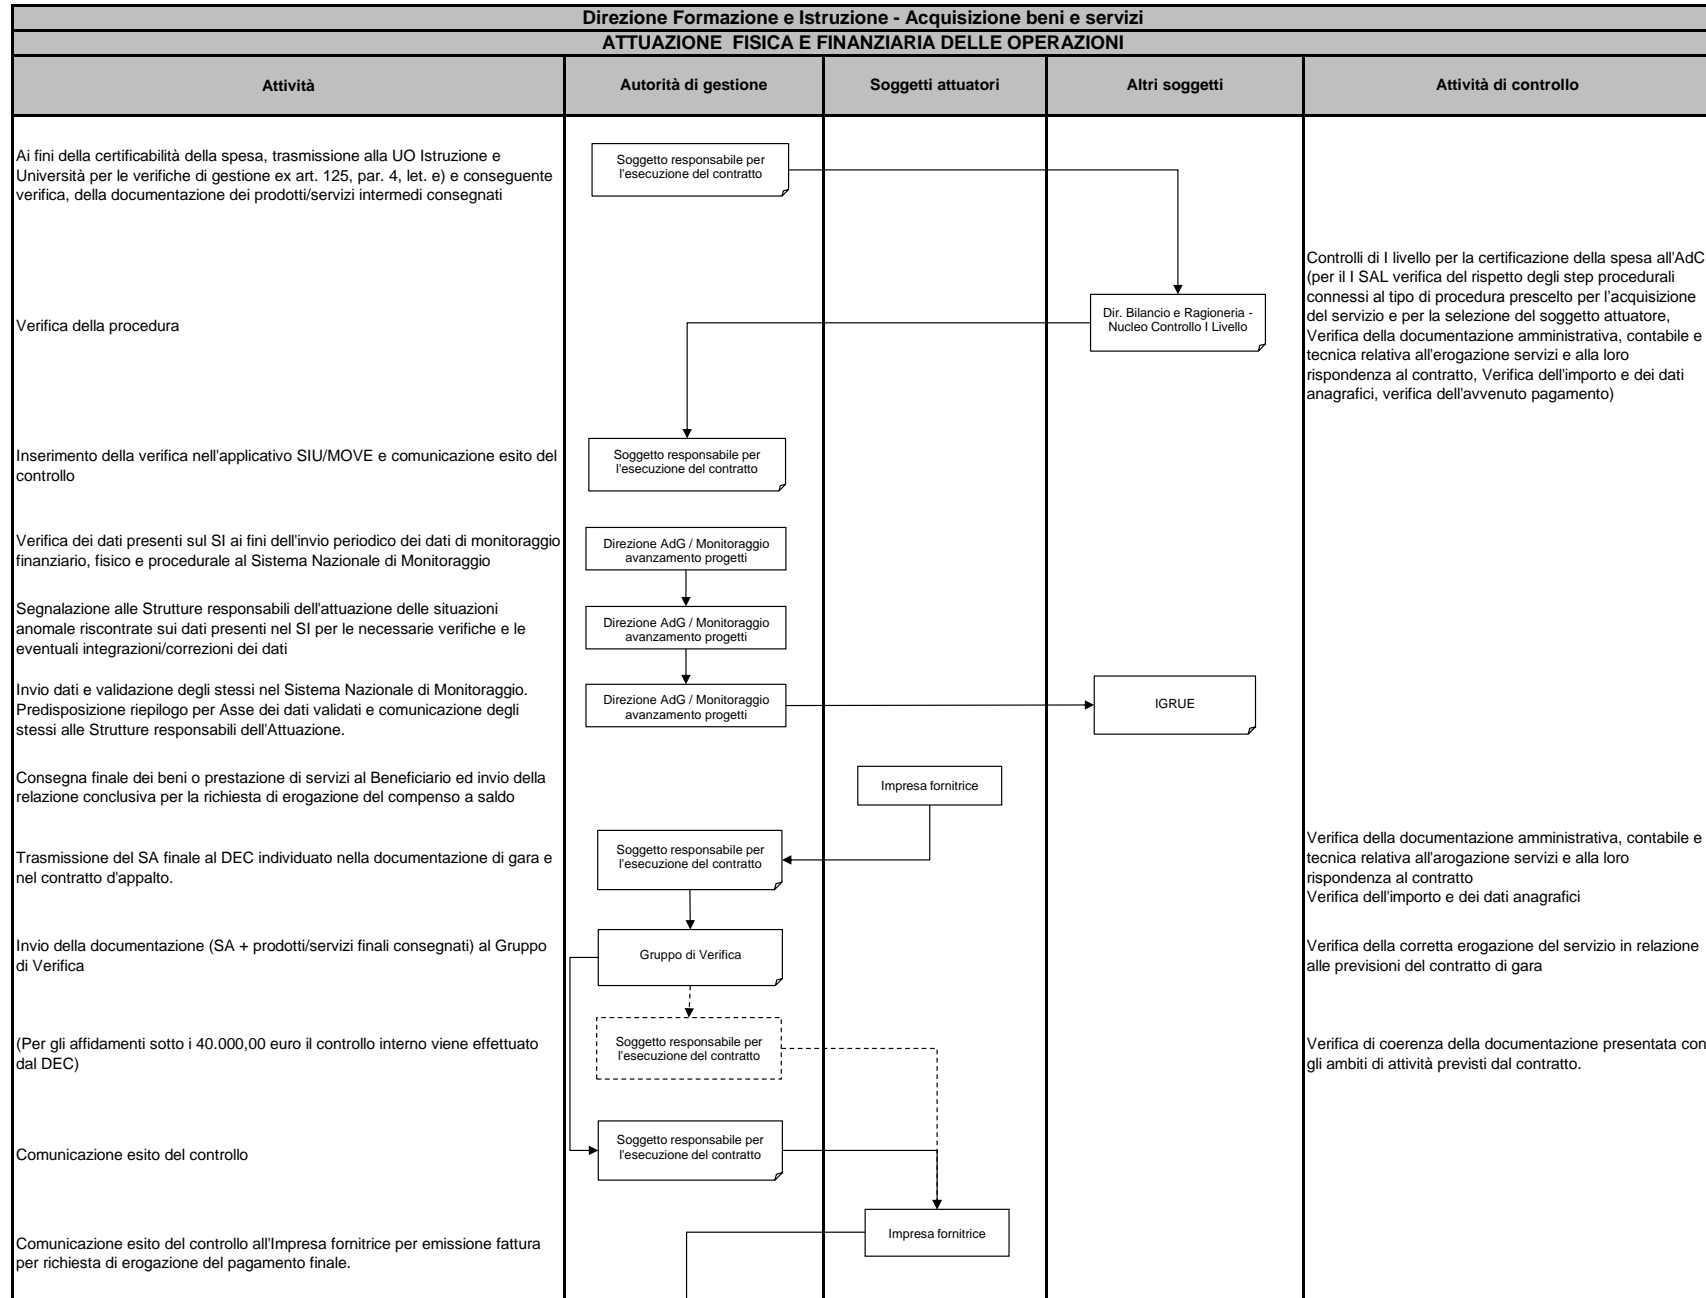 Direzione Formazione e Istruzione - Acquisizione beni e servizi
ATTUAZIONE FISICA E FINANZIARIA DELLE OPERAZIONI
Attività
Autorità di gestione
Soggetti attuatori
Altri soggetti
Attività di controllo
Ai fini della certificabilità della spesa, trasmissione alla UO Istruzione e
Università per le verifiche di gestione ex art. 125, par. 4, let. e) e conseguente
verifica, della documentazione dei prodotti/servizi intermedi consegnati
Soggetto responsabile per
l'esecuzione del contratto
Verifica della procedura
Dir. Bilancio e Ragioneria -
Nucleo Controllo I Livello
Controlli di I livello per la certificazione della spesa all'AdC
(per il I SAL verifica del rispetto degli step procedurali
connessi al tipo di procedura prescelto per l'acquisizione
del servizio e per la selezione del soggetto attuatore,
Verifica della documentazione amministrativa, contabile e
tecnica relativa all'erogazione servizi e alla loro
rispondenza al contratto, Verifica dell'importo e dei dati
anagrafici, verifica dell'avvenuto pagamento)
Inserimento della verifica nell'applicativo SIU/MOVE e comunicazione esito del
controllo
Soggetto responsabile per
l'esecuzione del contratto
Verifica dei dati presenti sul SI ai fini dell'invio periodico dei dati di monitoraggio
finanziario, fisico e procedurale al Sistema Nazionale di Monitoraggio
Direzione AdG / Monitoraggio
avanzamento progetti
Segnalazione alle Strutture responsabili dell'attuazione delle situazioni
anomale riscontrate sui dati presenti nel SI per le necessarie verifiche e le
eventuali integrazioni/correzioni dei dati
Direzione AdG / Monitoraggio
avanzamento progetti
Invio dati e validazione degli stessi nel Sistema Nazionale di Monitoraggio.
Predisposizione riepilogo per Asse dei dati validati e comunicazione degli
stessi alle Strutture responsabili dell'Attuazione.
Direzione AdG / Monitoraggio
avanzamento progetti
IGRUE
Consegna finale dei beni o prestazione di servizi al Beneficiario ed invio della
relazione conclusiva per la richiesta di erogazione del compenso a saldo
Impresa fornitrice
Trasmissione del SA finale al DEC individuato nella documentazione di gara e
nel contratto d'appalto.
Soggetto responsabile per
l'esecuzione del contratto
Verifica della documentazione amministrativa, contabile e
tecnica relativa all'arogazione servizi e alla loro
rispondenza al contratto
Verifica dell'importo e dei dati anagrafici
Invio della documentazione (SA + prodotti/servizi finali consegnati) al Gruppo
di Verifica
Gruppo di Verifica
Verifica della corretta erogazione del servizio in relazione
alle previsioni del contratto di gara
(Per gli affidamenti sotto i 40.000,00 euro il controllo interno viene effettuato
dal DEC)
Soggetto responsabile per
l'esecuzione del contratto
Verifica di coerenza della documentazione presentata con
gli ambiti di attività previsti dal contratto.
Comunicazione esito del controllo
Soggetto responsabile per
l'esecuzione del contratto
Comunicazione esito del controllo all'Impresa fornitrice per emissione fattura
per richiesta di erogazione del pagamento finale.
Impresa fornitrice